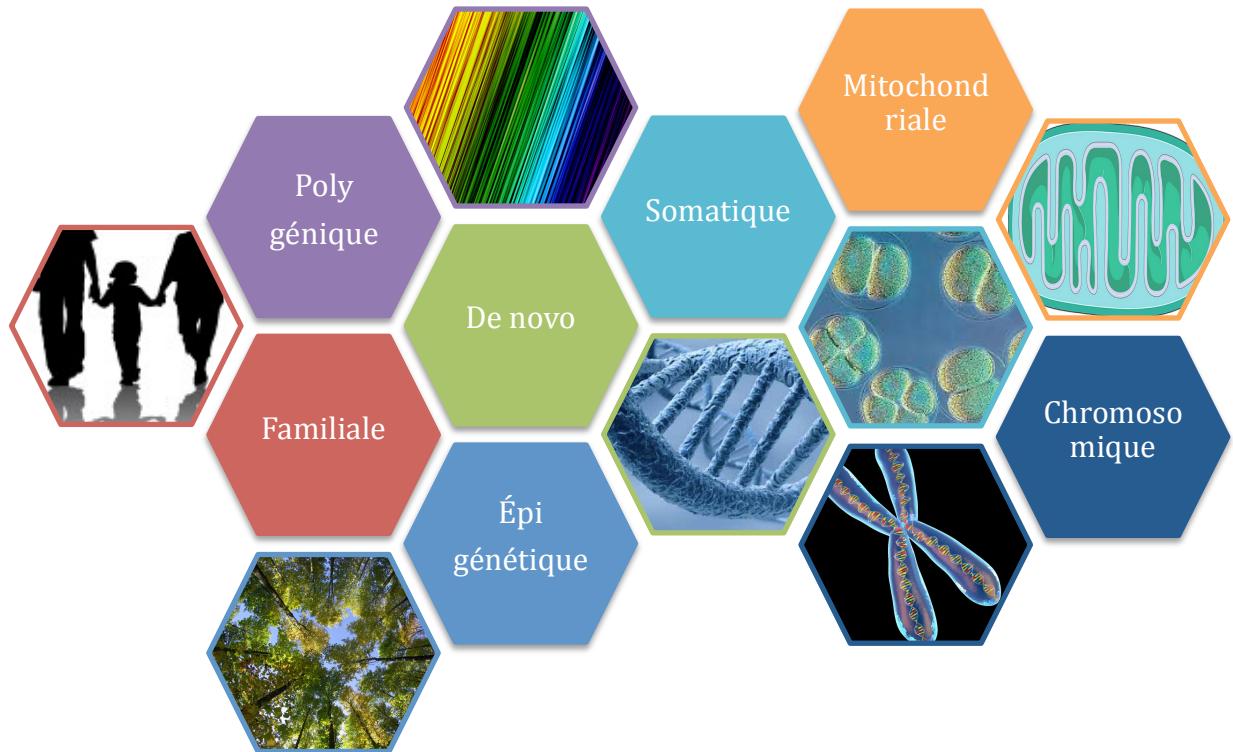 Mitochond
riale
Poly
génique
Somatique
De novo
Familiale
Chromoso
mique
Épi
génétique